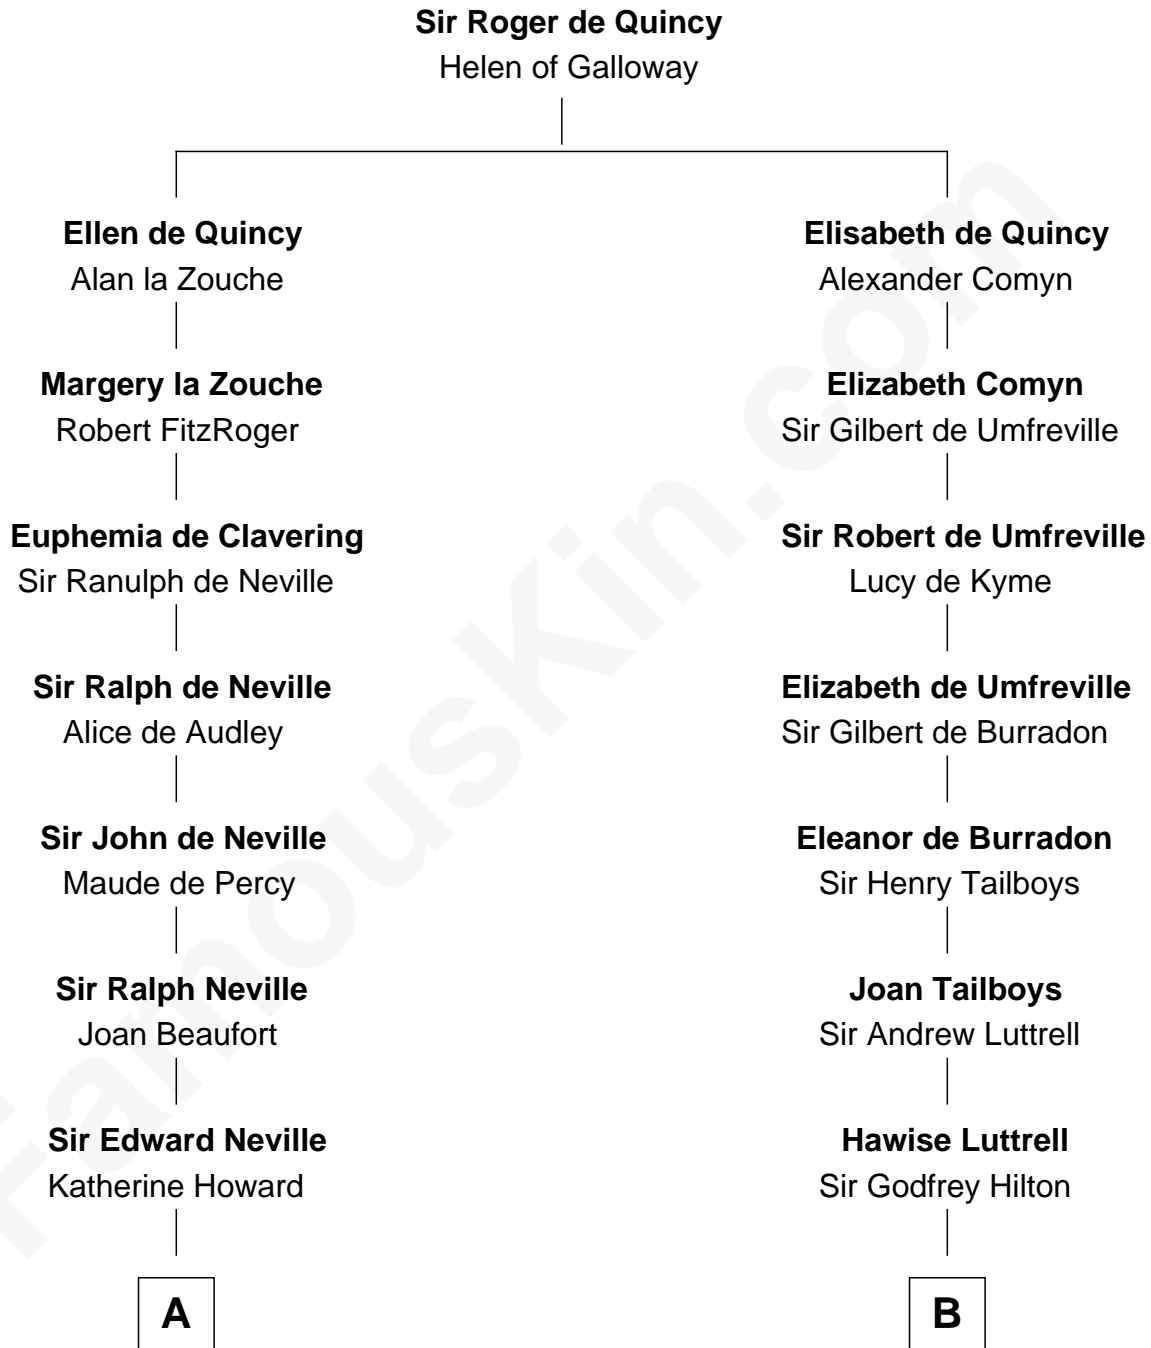 Sir Roger de Quincy
Helen of Galloway
Ellen de Quincy
Alan la Zouche
Elisabeth de Quincy
Alexander Comyn
Margery la Zouche
Robert FitzRoger
Elizabeth Comyn
Sir Gilbert de Umfreville
Euphemia de Clavering
Sir Ranulph de Neville
Sir Robert de Umfreville
Lucy de Kyme
Sir Ralph de Neville
Alice de Audley
Elizabeth de Umfreville
Sir Gilbert de Burradon
Sir John de Neville
Maude de Percy
Eleanor de Burradon
Sir Henry Tailboys
Sir Ralph Neville
Joan Beaufort
Joan Tailboys
Sir Andrew Luttrell
Sir Edward Neville
Katherine Howard
Hawise Luttrell
Sir Godfrey Hilton
A
B
FamousKin.com